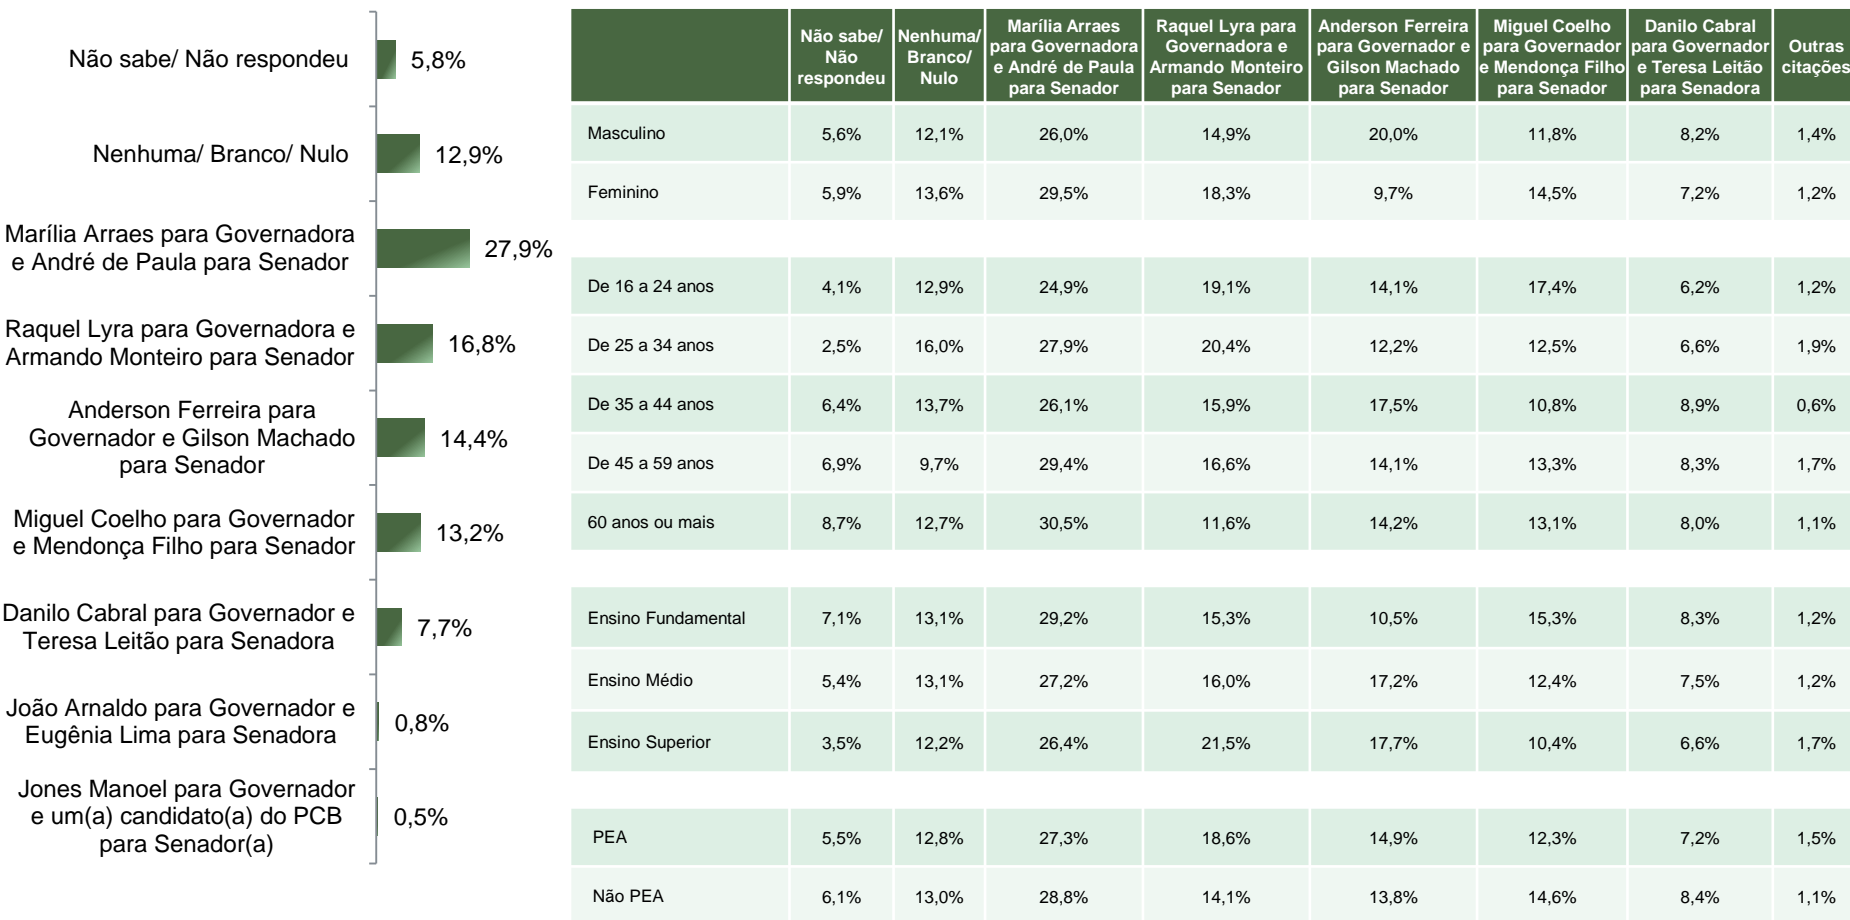 Não sabe/ Não respondeu
5,8%
Nenhuma/ Branco/ Nulo
12,9%
Marília Arraes para Governadora
e André de Paula para Senador
27,9%
Raquel Lyra para Governadora e
Armando Monteiro para Senador
16,8%
Anderson Ferreira para
Governador e Gilson Machado
para Senador
14,4%
Miguel Coelho para Governador
e Mendonça Filho para Senador
13,2%
Danilo Cabral para Governador e
Teresa Leitão para Senadora
7,7%
João Arnaldo para Governador e
Eugênia Lima para Senadora
0,8%
Jones Manoel para Governador
e um(a) candidato(a) do PCB
para Senador(a)
0,5%
Não sabe/
Não
respondeu
Nenhuma/
Branco/
Nulo
Marília Arraes
para Governadora
e André de Paula
para Senador
Raquel Lyra para
Governadora e
Armando Monteiro
para Senador
Anderson Ferreira
para Governador e
Gilson Machado
para Senador
Miguel Coelho
para Governador
e Mendonça Filho
para Senador
Danilo Cabral
para Governador
e Teresa Leitão
para Senadora
Outras
citações
Masculino 5,6% 12,1% 26,0% 14,9% 20,0% 11,8% 8,2% 1,4%
Feminino 5,9% 13,6% 29,5% 18,3% 9,7% 14,5% 7,2% 1,2%
De 16 a 24 anos 4,1% 12,9% 24,9% 19,1% 14,1% 17,4% 6,2% 1,2%
De 25 a 34 anos 2,5% 16,0% 27,9% 20,4% 12,2% 12,5% 6,6% 1,9%
De 35 a 44 anos 6,4% 13,7% 26,1% 15,9% 17,5% 10,8% 8,9% 0,6%
De 45 a 59 anos 6,9% 9,7% 29,4% 16,6% 14,1% 13,3% 8,3% 1,7%
60 anos ou mais 8,7% 12,7% 30,5% 11,6% 14,2% 13,1% 8,0% 1,1%
Ensino Fundamental 7,1% 13,1% 29,2% 15,3% 10,5% 15,3% 8,3% 1,2%
Ensino Médio 5,4% 13,1% 27,2% 16,0% 17,2% 12,4% 7,5% 1,2%
Ensino Superior 3,5% 12,2% 26,4% 21,5% 17,7% 10,4% 6,6% 1,7%
PEA 5,5% 12,8% 27,3% 18,6% 14,9% 12,3% 7,2% 1,5%
Não PEA 6,1% 13,0% 28,8% 14,1% 13,8% 14,6% 8,4% 1,1%